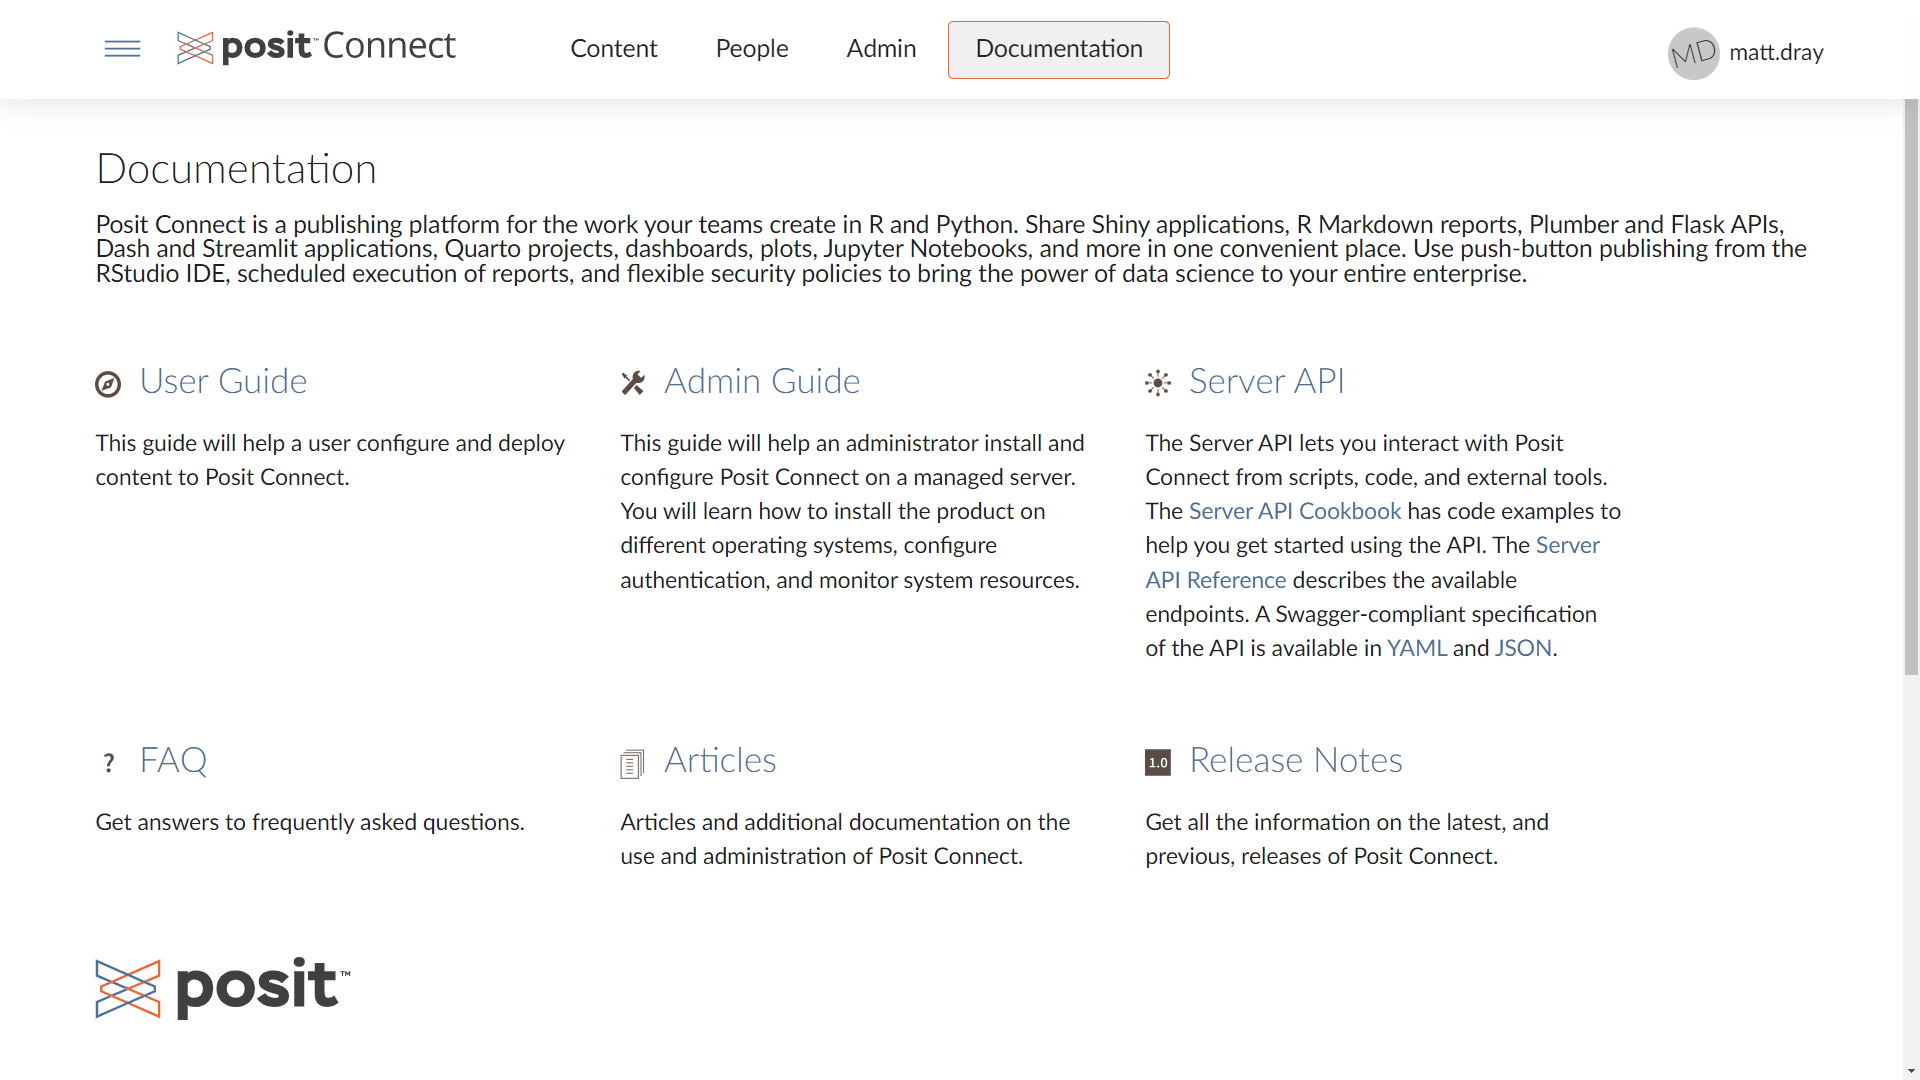 posit™ Connect
Content
People
Admin
Documentation
MD
matt.dray
Documentation
Posit Connect is a publishing platform for the work your teams create in R and Python. Share Shiny applications, R Markdown reports, Plumber and Flask APIs,
Dash and Streamlit applications, Quarto projects, dashboards, plots, Jupyter Notebooks, and more in one convenient place. Use push-button publishing from the
RStudio IDE, scheduled execution of reports, and flexible security policies to bring the power of data science to your entire enterprise.
User Guide
This guide will help a user configure and deploy
content to Posit Connect.
Admin Guide
This guide will help an administrator install and
configure Posit Connect on a managed server.
You will learn how to install the product on
different operating systems, configure
authentication, and monitor system resources.
Server API
The Server API lets you interact with Posit
Connect from scripts, code, and external tools.
The Server API Cookbook has code examples to
help you get started using the API. The Server
API Reference describes the available
endpoints. A Swagger-compliant specification
of the API is available in YAML and JSON.
? FAQ
Get answers to frequently asked questions.
Articles
Articles and additional documentation on the
use and administration of Posit Connect.
1.0 Release Notes
Get all the information on the latest, and
previous, releases of Posit Connect.
posit™